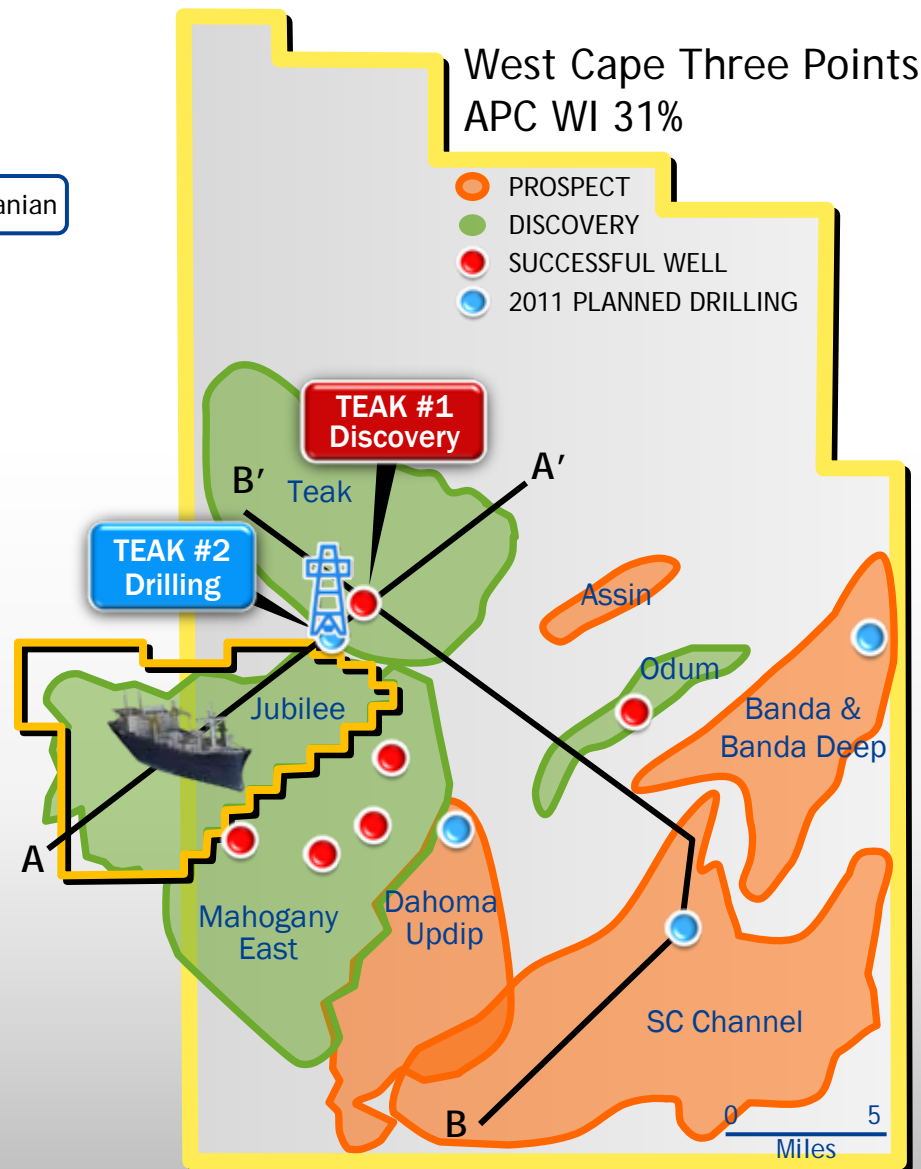 West Cape Three Points
APC WI 31%
anian
PROSPECT
DISCOVERY
SUCCESSFUL WELL
2011 PLANNED DRILLING
TEAK #1
Discovery
B'
Teak
A'
TEAK #2
Drilling
Assin
Odum
Jubilee
Banda &
Banda Deep
A
Mahogany
East
Dahoma
Updip
SC Channel
B
0 5
Miles